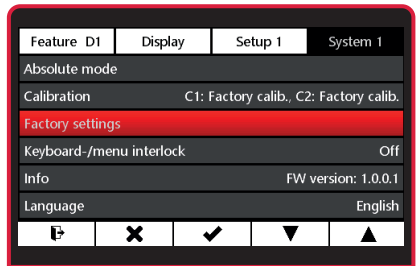 Feature D1 Display Setup 1 System 1
Absolute mode
Calibration C1: Factory calib., C2: Factory calib.
Factory settings
Keyboard-/menu interlock Off
Info FW version: 1.0.0.1
Language English